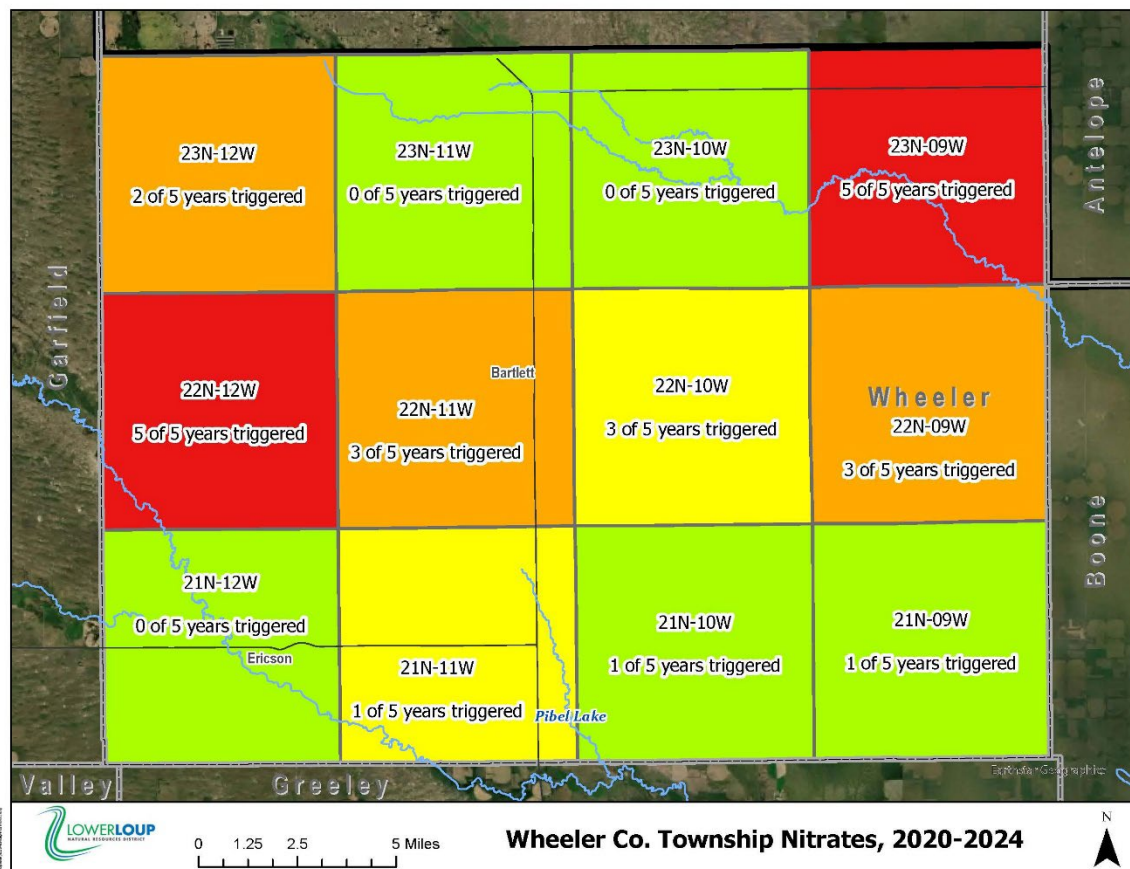 23N-12W
2 of 5 years triggered
23N-11W
0 of 5 years triggered
23N-10W
0 of 5 years triggered
23N-09W
5 of 5 years triggered
Antelope
Garfield
22N-12W
5 of 5 years triggered
Bartlett
22N-11W
3 of 5 years triggered
22N-10W
3 of 5 years triggered
Wheeler
22N-09W
3 of 5 years triggered
Boone
21N-12W
0 of 5 years triggered
Ericson
21N-11W
1 of 5 years triggered
Pibel Lake
21N-10W
1 of 5 years triggered
21N-09W
1 of 5 years triggered
Earthstar Geographics
Valley
Greeley
LOWERLOUP
NATURAL RESOURCES DISTRICT
0 1.25 2.5 5 Miles
Wheeler Co. Township Nitrates, 2020-2024
N